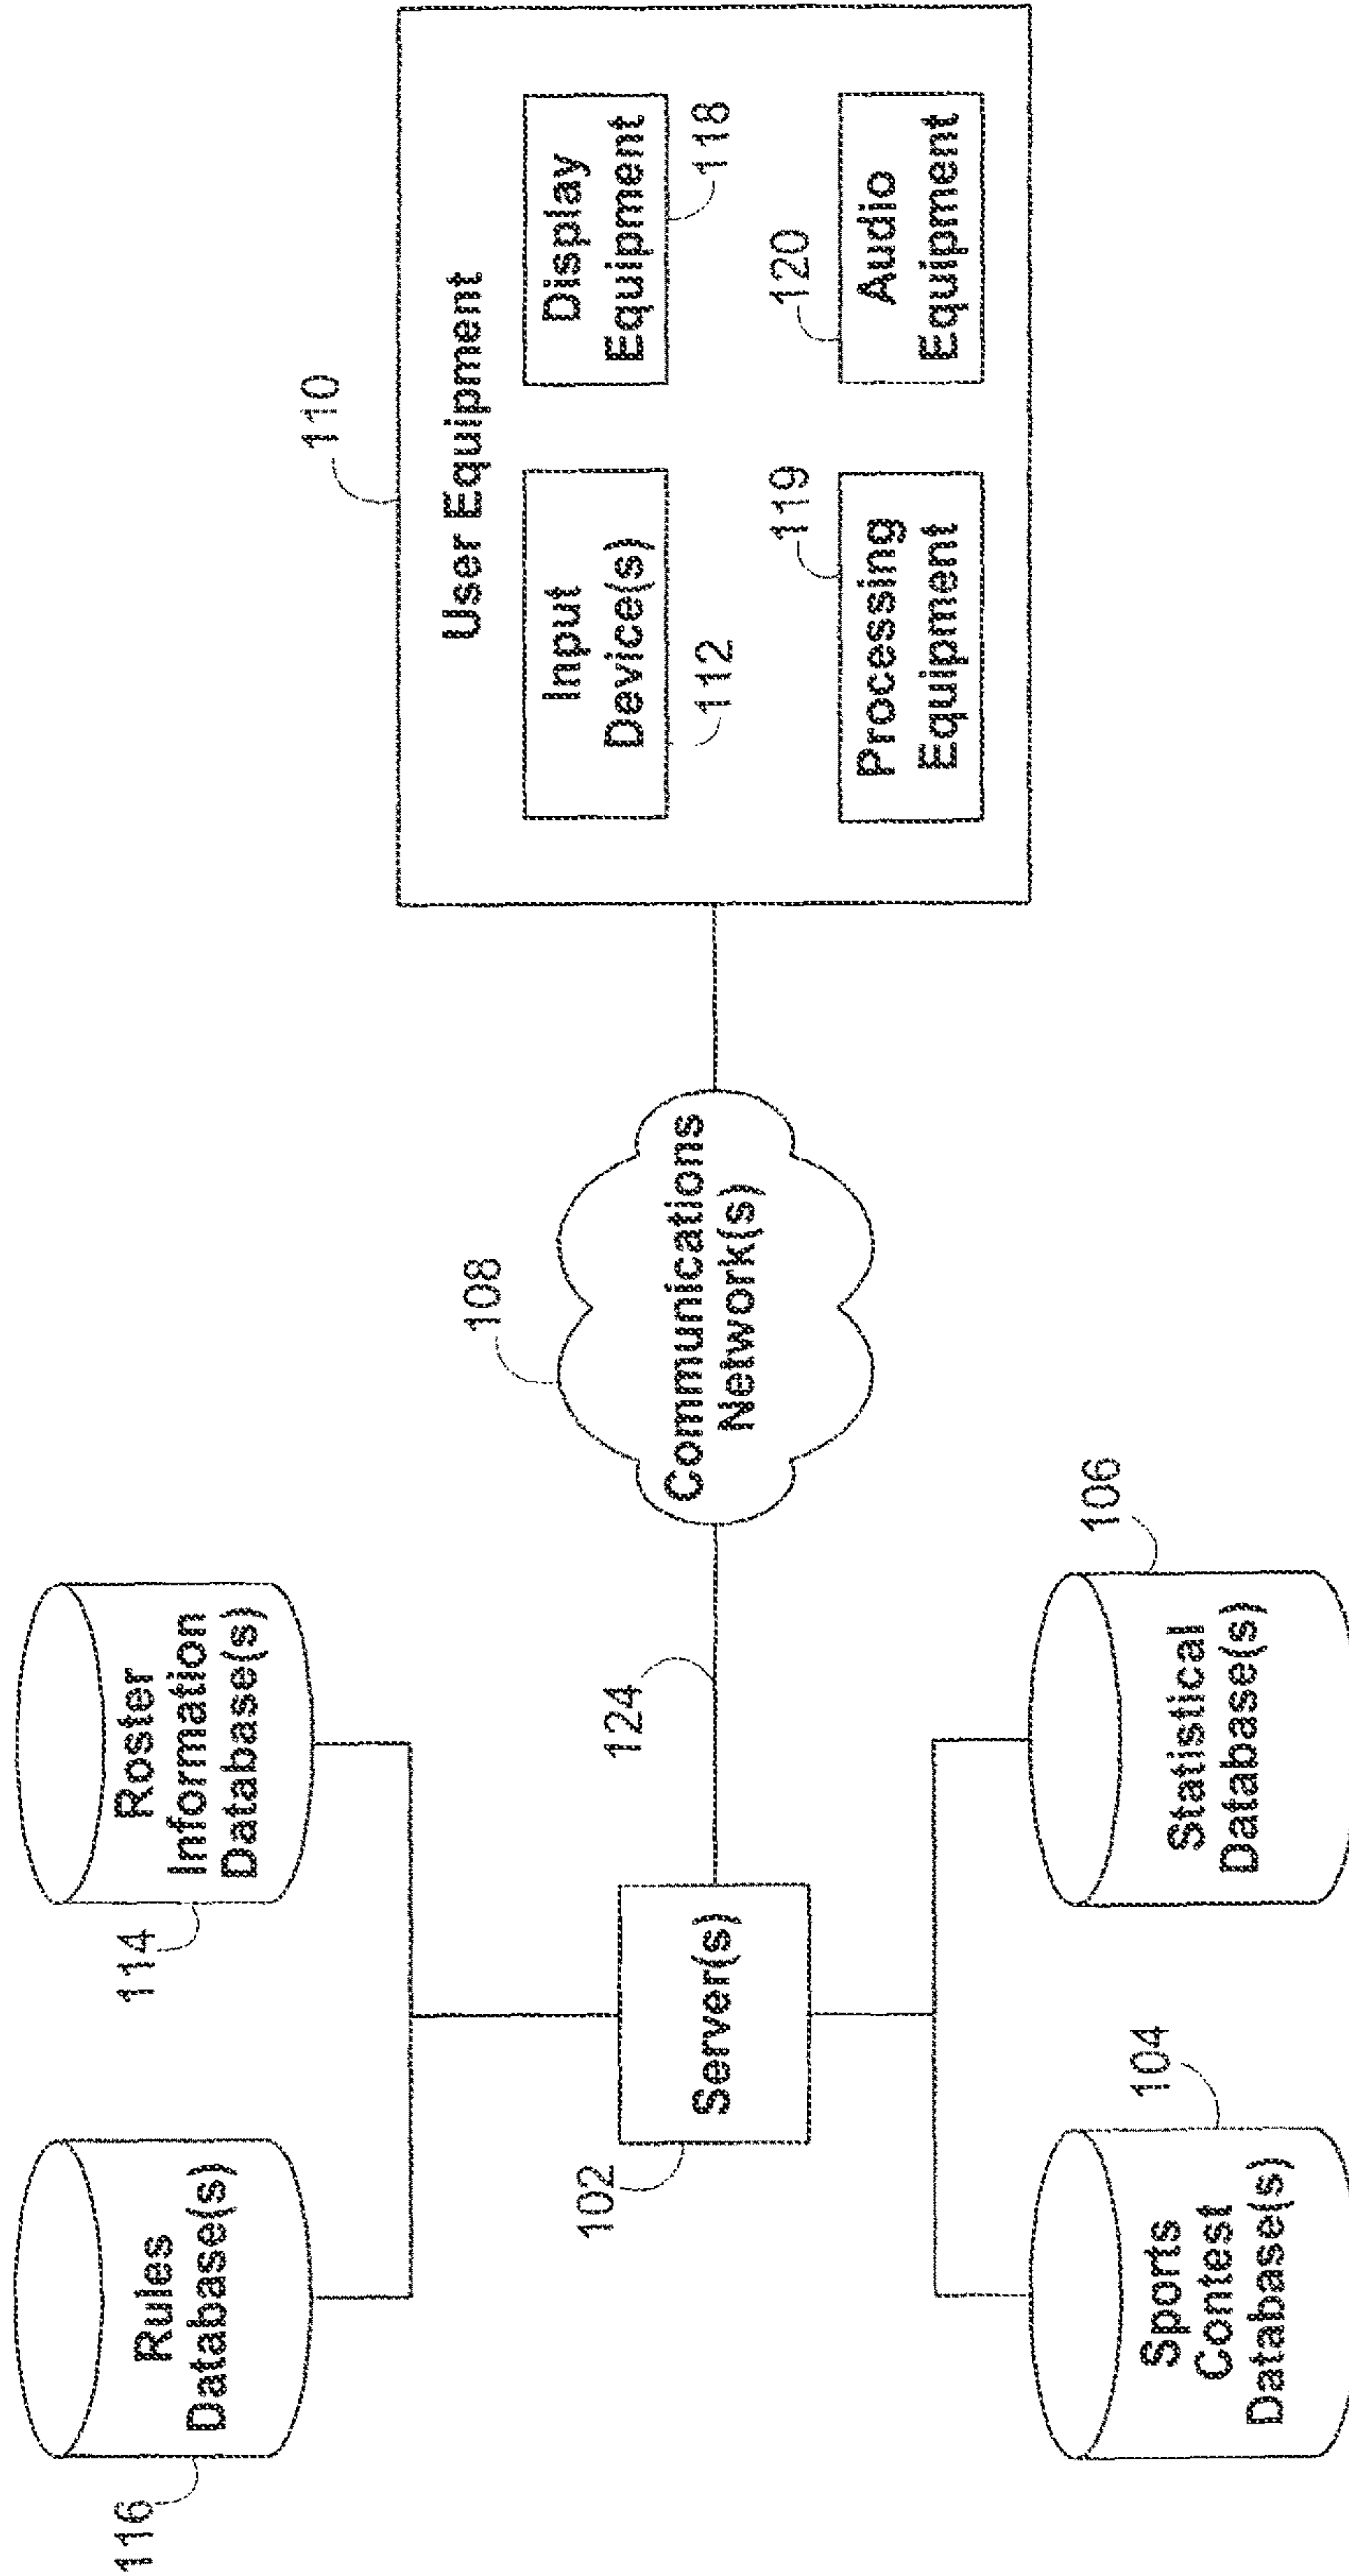 116
Rules
Database(s)
114
Roster
Information
Database(s)
102
Server(s)
124
108
Communications
Network(s)
104
Sports
Contest
Database(s)
106
Statistical
Database(s)
110
User Equipment
Input
Device(s)
112
Display
Equipment
118
119
Processing
Equipment
120
Audio
Equipment